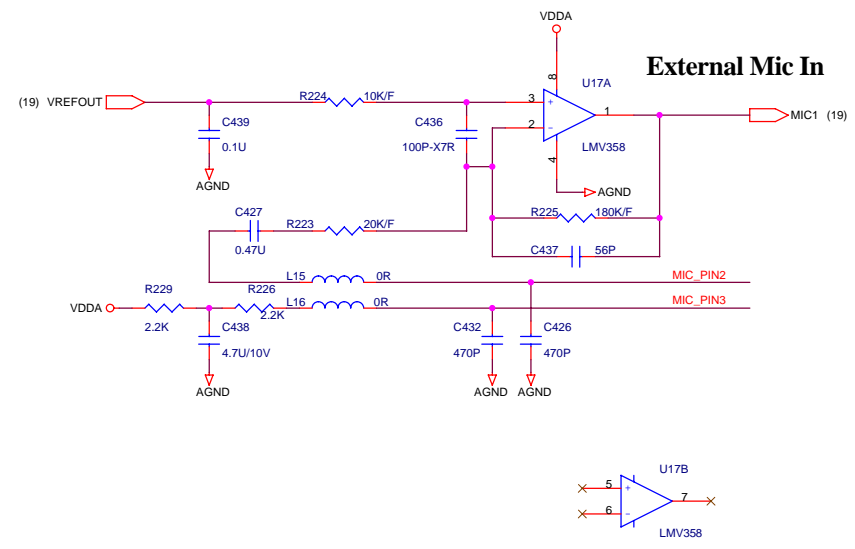 VDDA
External Mic In
U17A
8
(19) VREFOUT
R224
10K/F
3
+
1
MIC1 (19)
C439
C436
2
−
0.1U
100P-X7R
LMV358
4
AGND
AGND
C427
R223
20K/F
R225
180K/F
0.47U
C437
56P
L15
0R
MIC_PIN2
R229
R226
L16
0R
MIC_PIN3
VDDA
2.2K
2.2K
C438
C432
C426
4.7U/10V
470P
470P
AGND
AGND
AGND
U17B
5
+
7
6
−
LMV358